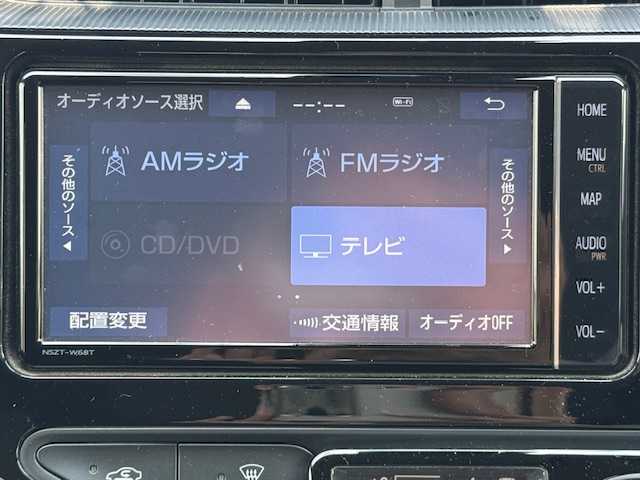 オーディオソース選択
--:--
Wi-Fi
AMラジオ
FMラジオ
その他のソース
その他のソース
CD/DVD
テレビ
配置変更
交通情報
オーディオOFF
NSZT-W68T
HOME
MENU
CTRL
MAP
AUDIO
PWR
VOL+
VOL-